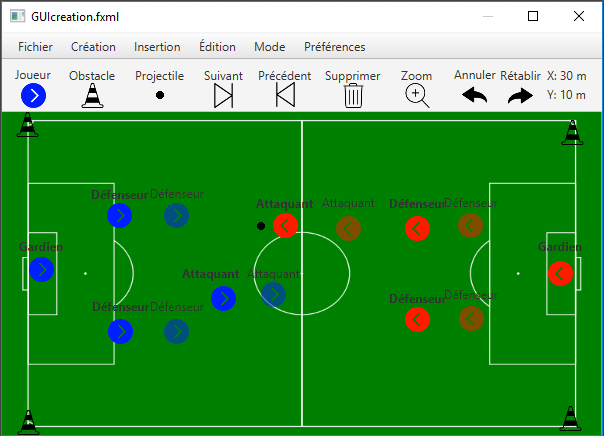 GUIcreation.fxml
Fichier Création Insertion Édition Mode Préférences
Joueur Obstacle Projectile Suivant Précédent Supprimer Zoom Annuler Rétablir X: 30 m
Y: 10 m
Défenseur Défenseur
Attaquant Attaquant Défenseur Défenseur
Gardien Gardien
Attaquant Attaquant
Défenseur Défenseur
Défenseur Défenseur